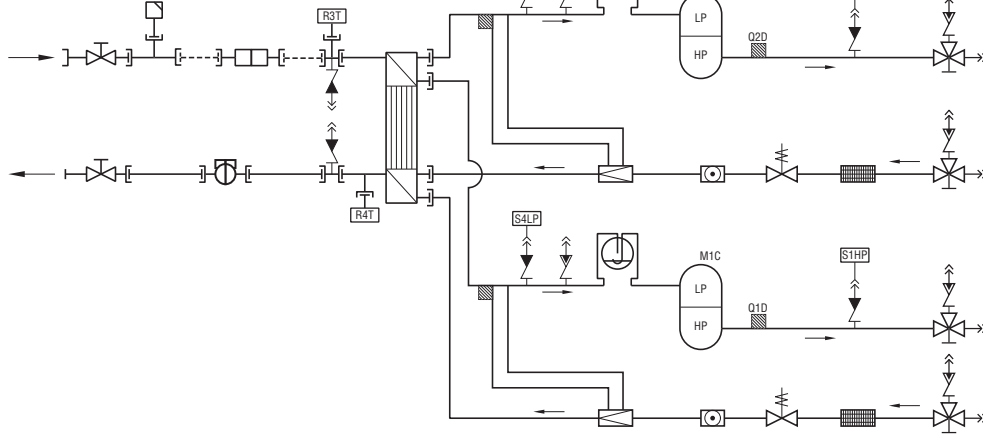 R3T
LP
HP
Q2D
R4T
S4LP
M1C
LP
HP
Q1D
S1HP